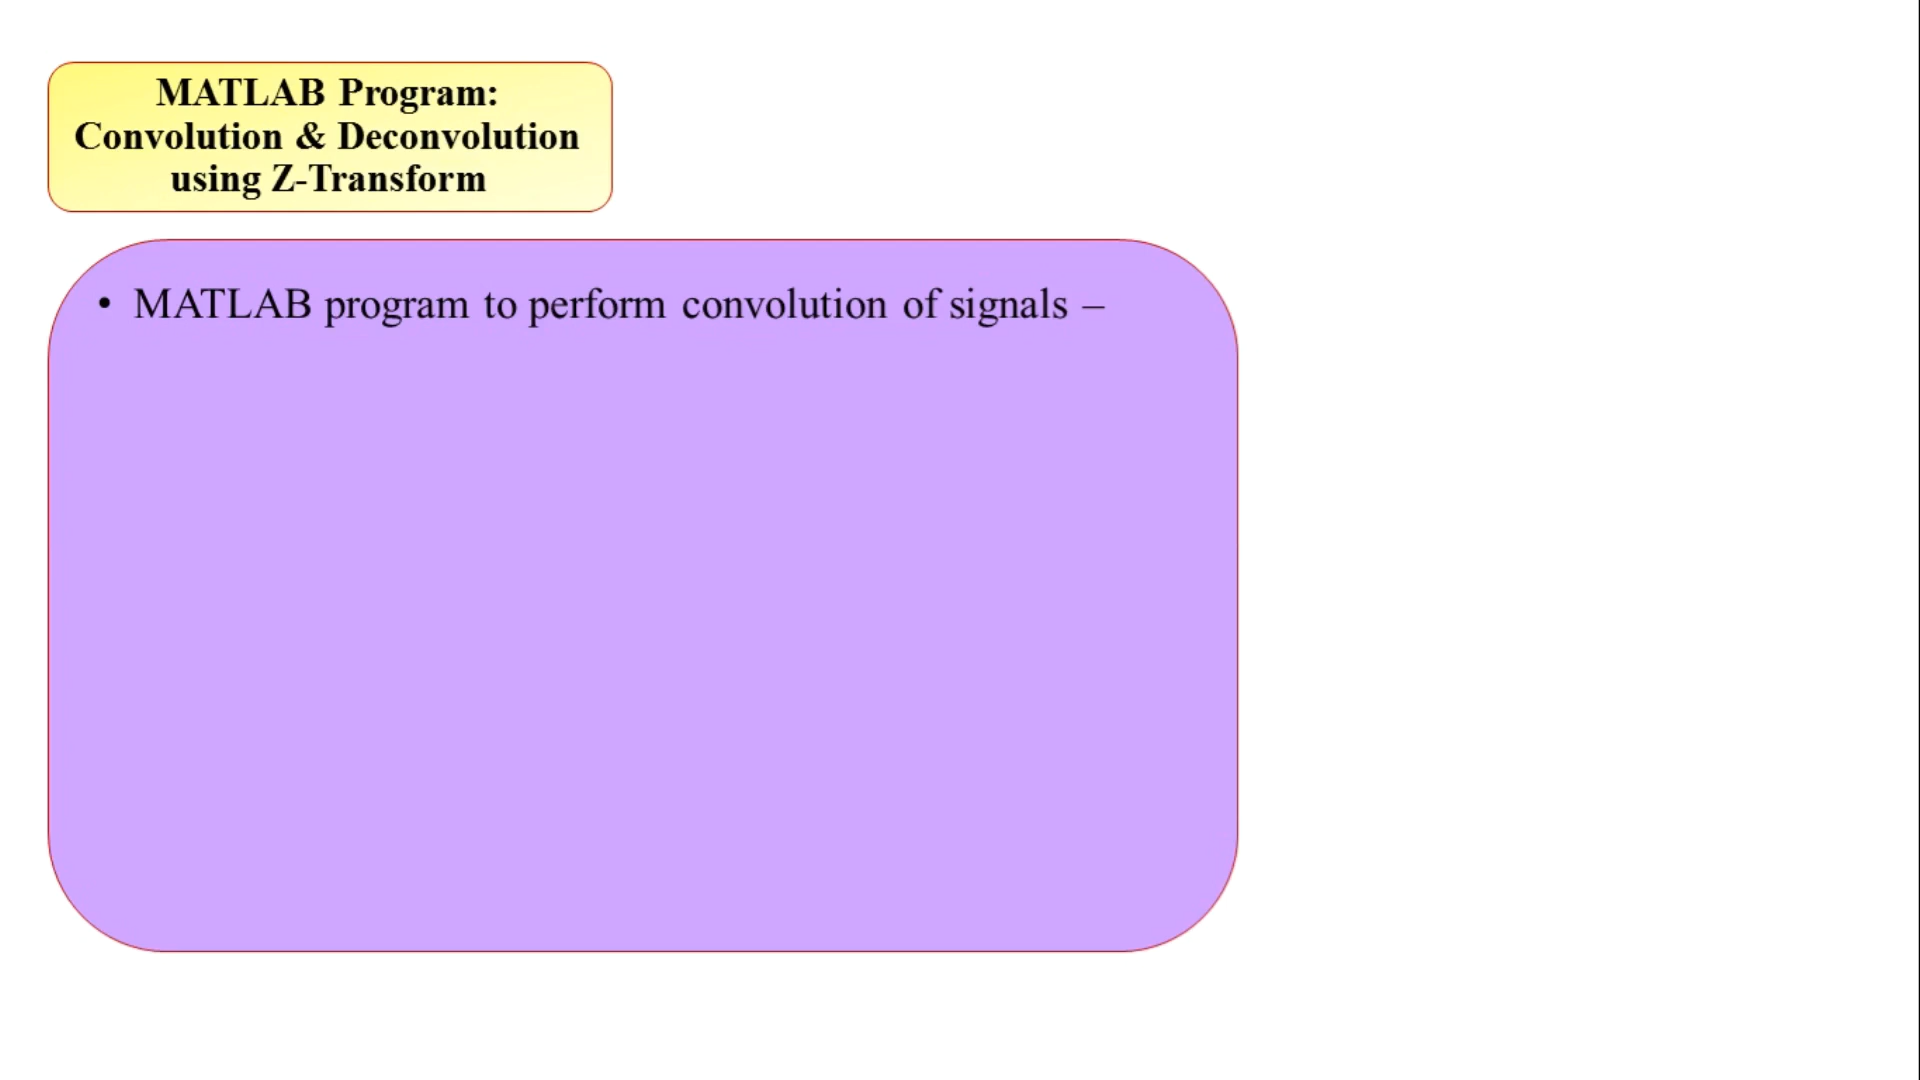 MATLAB Program:
Convolution & Deconvolution
using Z-Transform
• MATLAB program to perform convolution of signals –